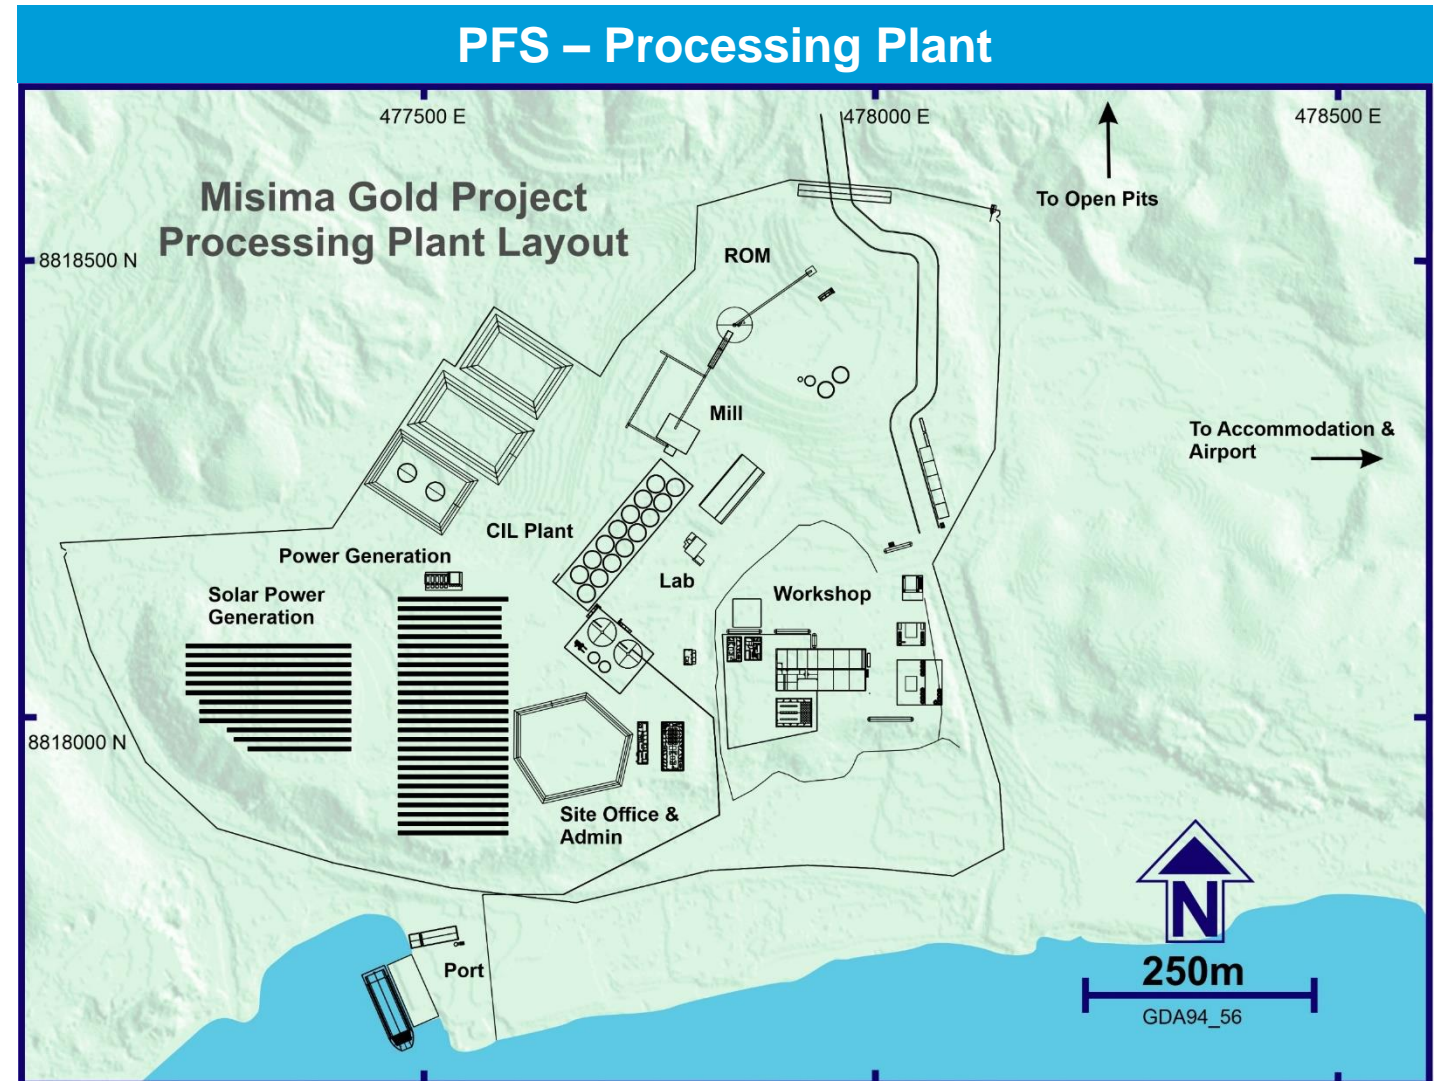 PFS – Processing Plant
477500 E
478000 E
478500 E
To Open Pits
Misima Gold Project
Processing Plant Layout
8818500 N
ROM
Mill
To Accommodation &
Airport
CIL Plant
Power Generation
Lab
Solar Power
Generation
Workshop
8818000 N
Site Office &
Admin
N
Port
250m
GDA94_56